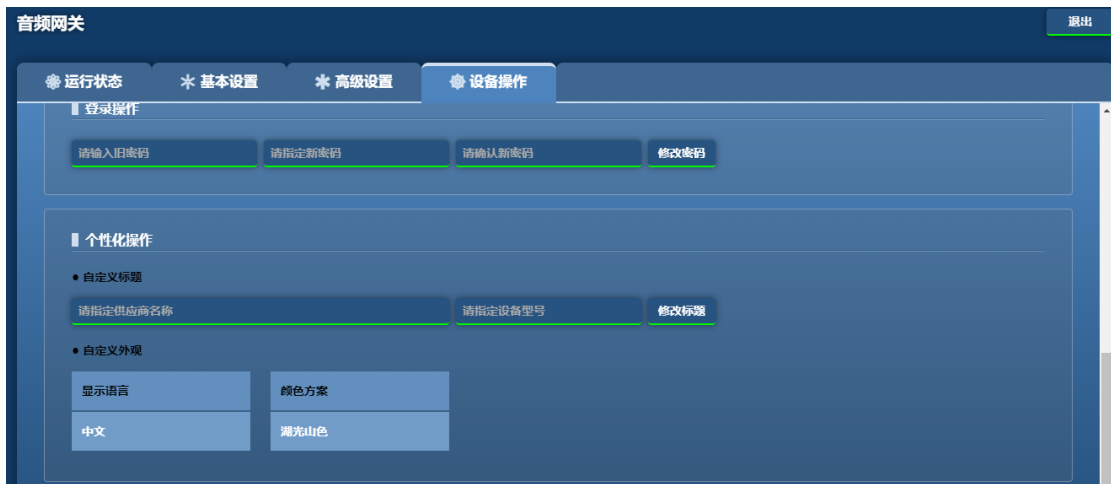 音频网关
退出
运行状态
基本设置
高级设置
设备操作
登录操作
请输入旧密码
请指定新密码
请确认新密码
修改密码
个性化操作
● 自定义标题
请指定供应商名称
请指定设备型号
修改标题
● 自定义外观
显示语言
颜色方案
中文
湖光山色